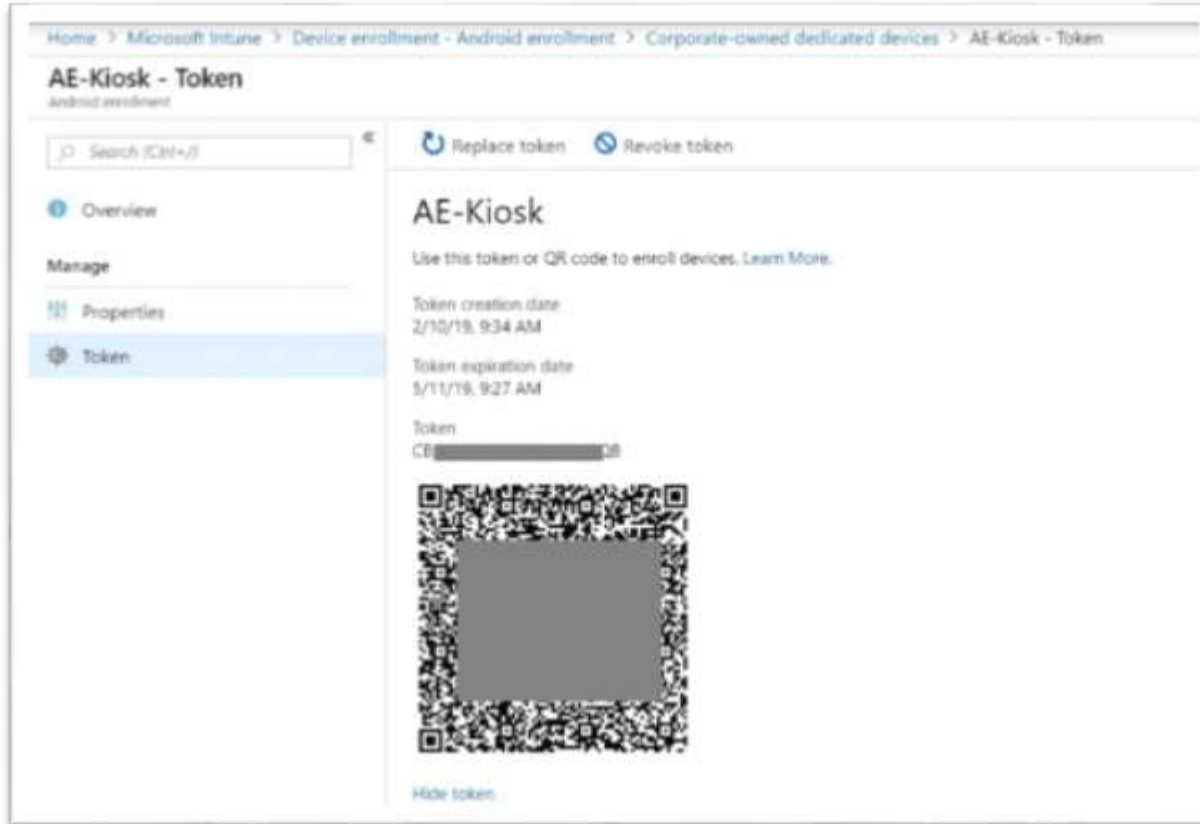 Home > Microsoft Intune > Device enrollment - Android enrollment > Corporate-owned dedicated devices > AE-Kiosk - Token
AE-Kiosk - Token
Android enrollment
Search (Ctrl+/)
Replace token
Revoke token
Overview
Manage
Properties
Token
AE-Kiosk
Use this token or QR code to enroll devices. Learn More.
Token creation date
2/10/19, 9:34 AM
Token expiration date
5/11/19, 9:27 AM
Token
CB
QB
Hide token